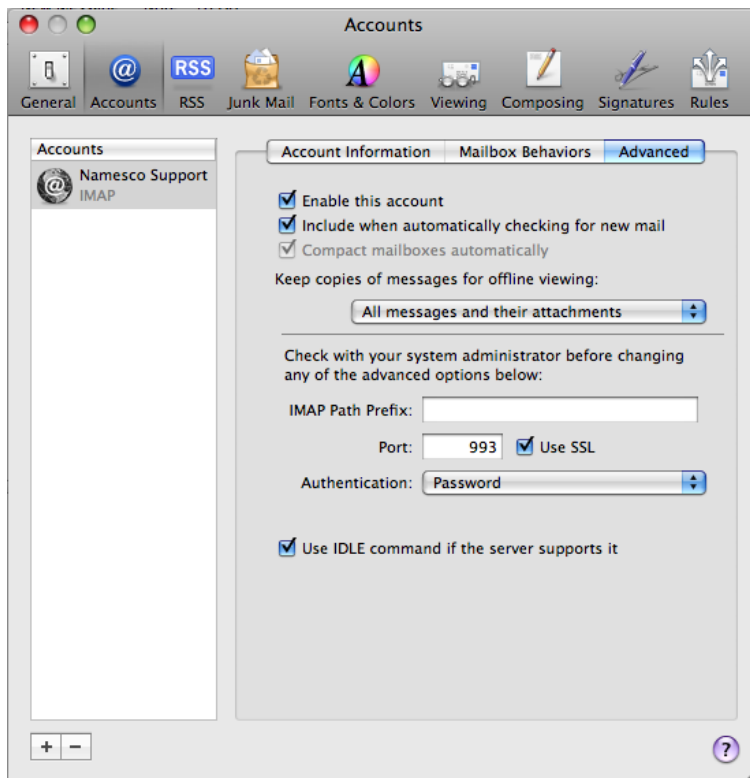 Accounts
RSS
General Accounts RSS Junk Mail Fonts & Colors Viewing Composing Signatures Rules
Accounts
Namesco Support
IMAP
Account Information Mailbox Behaviors Advanced
Enable this account
Include when automatically checking for new mail
Compact mailboxes automatically
Keep copies of messages for offline viewing:
All messages and their attachments
Check with your system administrator before changing
any of the advanced options below:
IMAP Path Prefix:
Port: 993 Use SSL
Authentication: Password
Use IDLE command if the server supports it
+ −
?